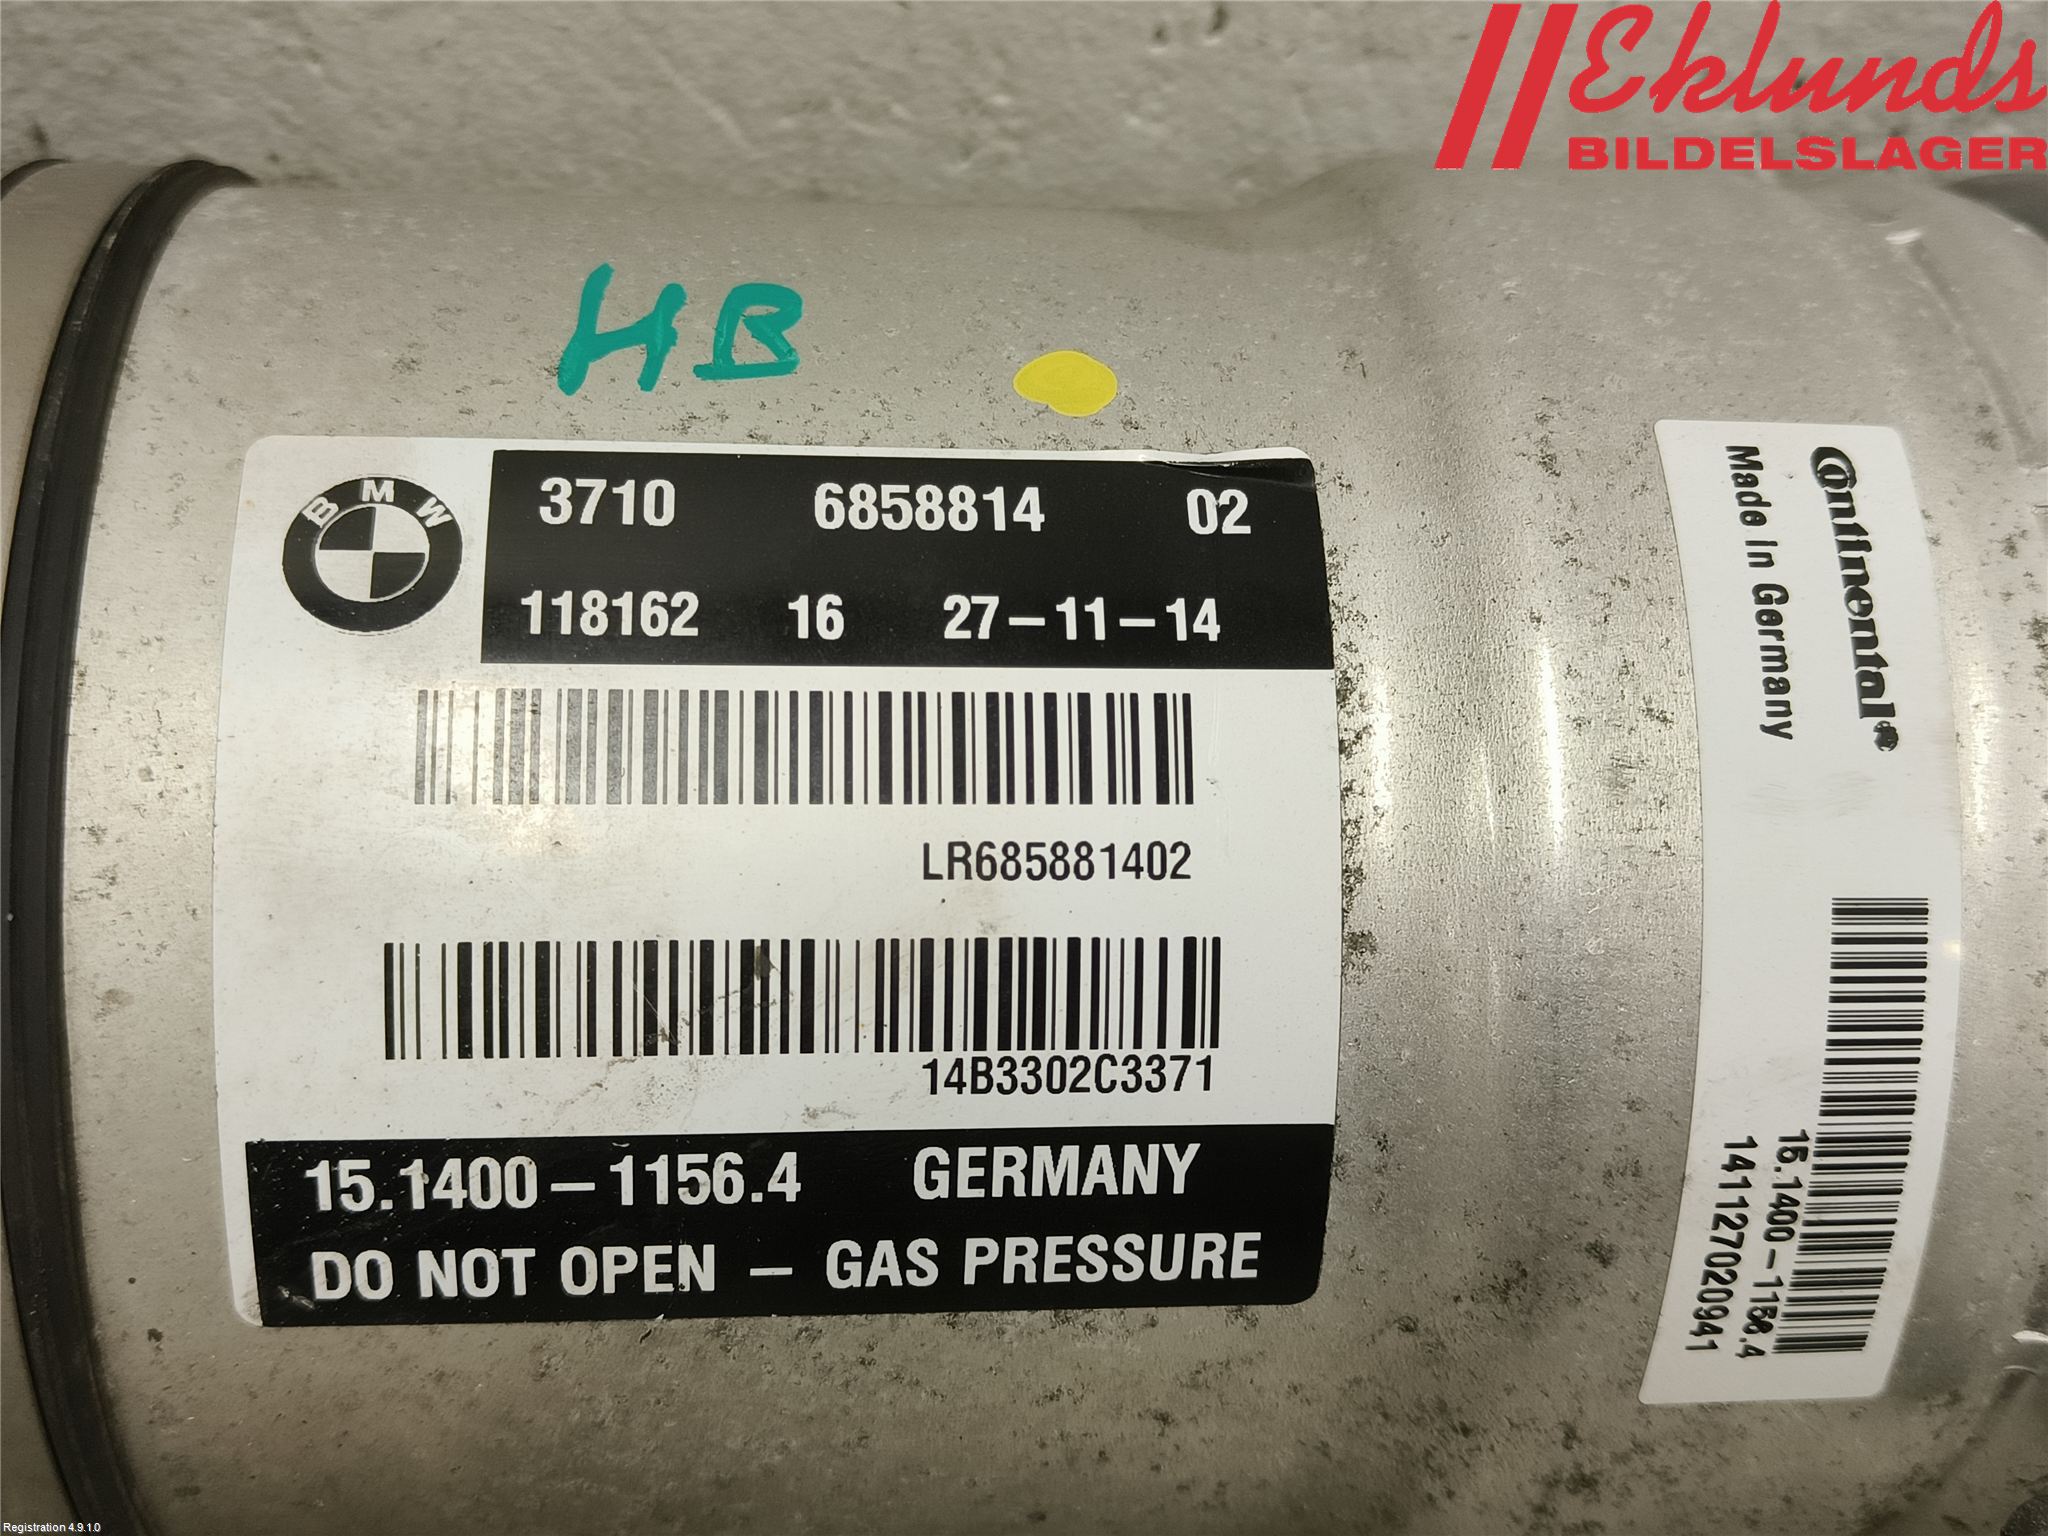 Eklunds
BILDELSLAGER
HB
BMW
3710 6858814 02
118162 16 27-11-14
LR685881402
14B3302C3371
15.1400-1156.4 GERMANY
DO NOT OPEN - GAS PRESSURE
Continental®
Made in Germany
15.1400-1156.4
141127020941
Registration 4.9.1.0